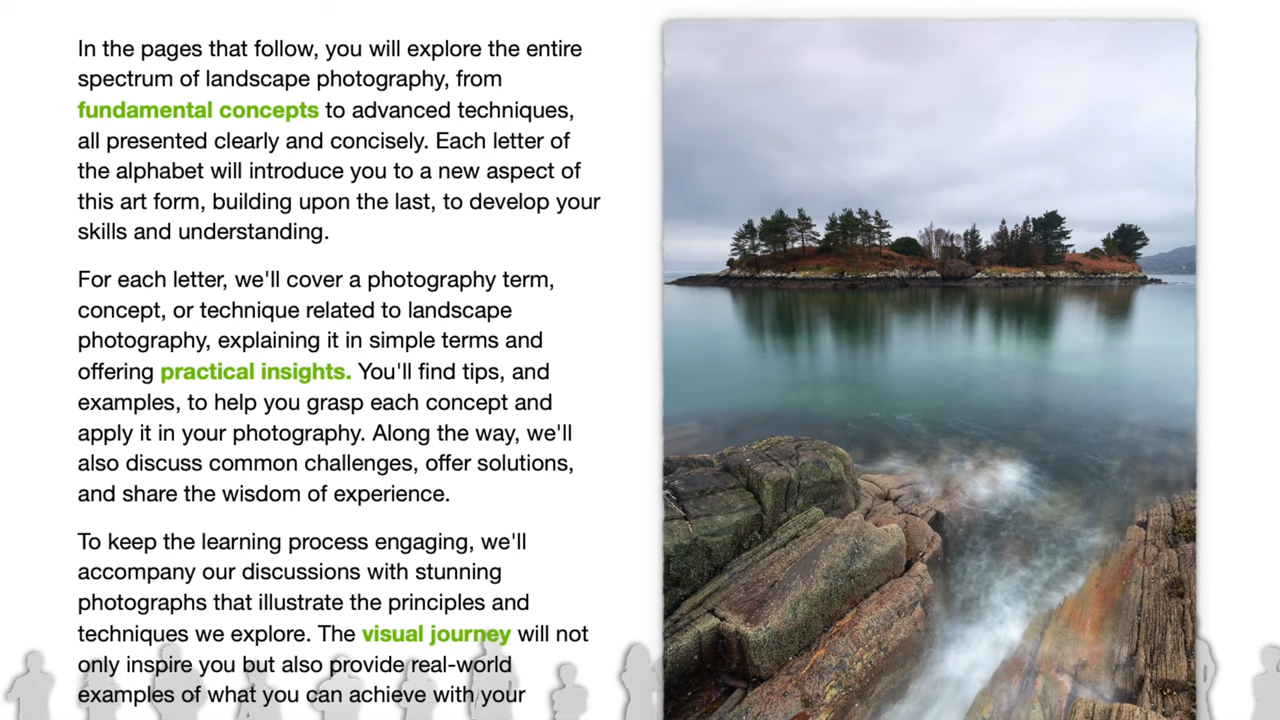 In the pages that follow, you will explore the entire
spectrum of landscape photography, from
fundamental concepts to advanced techniques,
all presented clearly and concisely. Each letter of
the alphabet will introduce you to a new aspect of
this art form, building upon the last, to develop your
skills and understanding.
For each letter, we'll cover a photography term,
concept, or technique related to landscape
photography, explaining it in simple terms and
offering practical insights. You'll find tips, and
examples, to help you grasp each concept and
apply it in your photography. Along the way, we'll
also discuss common challenges, offer solutions,
and share the wisdom of experience.
To keep the learning process engaging, we'll
accompany our discussions with stunning
photographs that illustrate the principles and
techniques we explore. The visual journey will not
only inspire you but also provide real-world
examples of what you can achieve with your